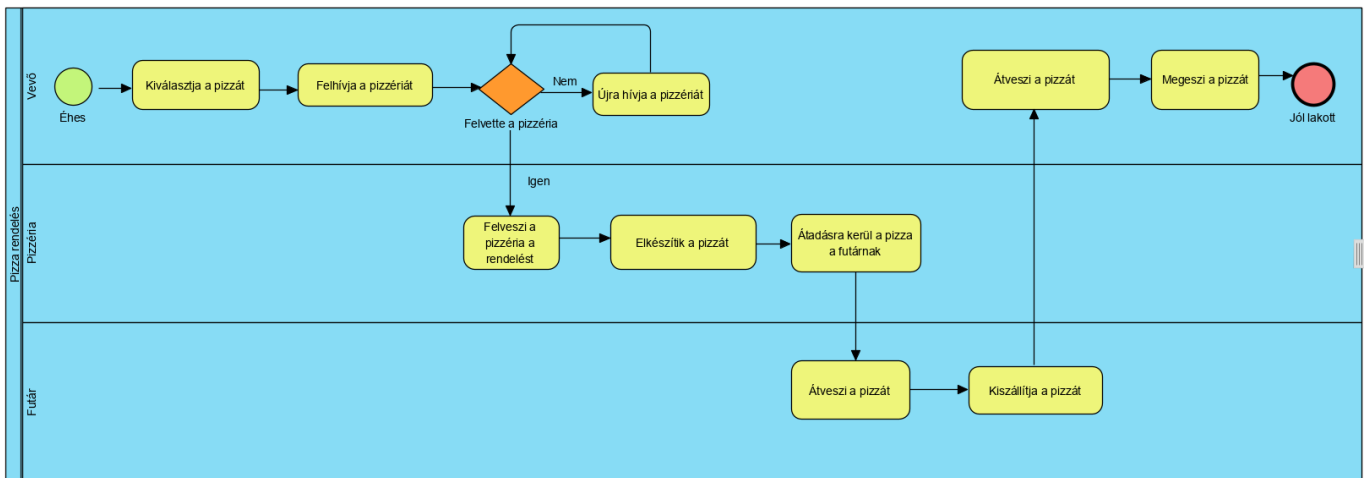 Pizza rendelés
Vevő
Éhes
Kiválasztja a pizzát
Felhívja a pizzériát
Felvette a pizzéria
Nem
Újra hívja a pizzériát
Átveszi a pizzát
Megeszi a pizzát
Jól lakott
Igen
Pizzéria
Felveszi a
pizzéria a
rendelést
Elkészítik a pizzát
Átadásra kerül a pizza
a futárnak
Futár
Átveszi a pizzát
Kiszállítja a pizzát